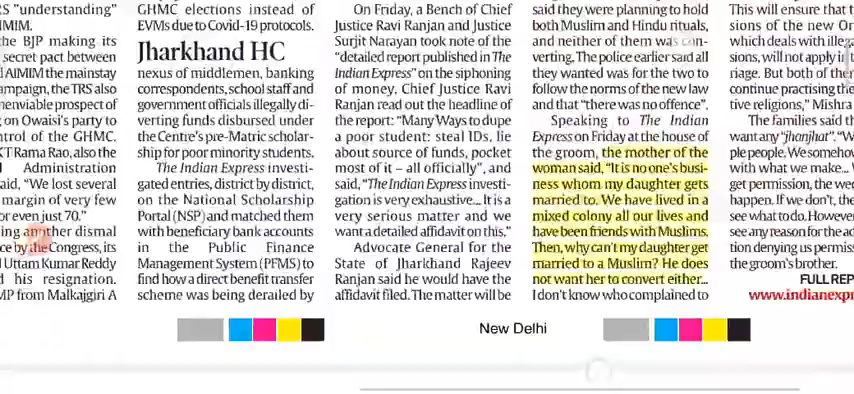 RS "understanding"
IMIM.
the BJP making its
secret pact between
d AIMIM the mainstay
ampaign, the TRS also
nenviable prospect of
g on Owaisi's party to
ntrol of the GHMC.
KT Rama Rao, also the
l Administration
aid, "We lost several
margin of very few
or even just 70."
ing another dismal
ce by the Congress, its
Uttam Kumar Reddy
d his resignation.
MP from Malkajgiri A
GHMC elections instead of
EVMs due to Covid-19 protocols.
Jharkhand HC
nexus of middlemen, banking
correspondents, school staff and
government officials illegally di-
verting funds disbursed under
the Centre's pre-Matric scholar-
ship for poor minority students.
The Indian Express investi-
gated entries, district by district,
on the National Scholarship
Portal (NSP) and matched them
with beneficiary bank accounts
in the Public Finance
Management System (PFMS) to
find how a direct benefit transfer
scheme was being derailed by
On Friday, a Bench of Chief
Justice Ravi Ranjan and Justice
Surjit Narayan took note of the
"detailed report published in The
Indian Express" on the siphoning
of money. Chief Justice Ravi
Ranjan read out the headline of
the report: "Many Ways to dupe
a poor student: steal IDs, lie
about source of funds, pocket
most of it – all officially", and
said, "The Indian Express investi-
gation is very exhaustive... It is a
very serious matter and we
want a detailed affidavit on this."
Advocate General for the
State of Jharkhand Rajeev
Ranjan said he would have the
affidavit filed. The matter will be
said they were planning to hold
both Muslim and Hindu rituals,
and neither of them was con-
verting. The police earlier said all
they wanted was for the two to
follow the norms of the new law
and that "there was no offence".
Speaking to The Indian
Express on Friday at the house of
the groom, the mother of the
woman said, "It is no one's busi-
ness whom my daughter gets
married to. We have lived in a
mixed colony all our lives and
have been friends with Muslims.
Then, why can't my daughter get
married to a Muslim? He does
not want her to convert either...
I don't know who complained to
This will ensure that t
sions of the new Or
which deals with illega
sions, will not apply in t
riage. But both of the
continue practising the
tive religions," Mishra
The families said th
want any "jhanjhat". "W
ple people. We somehow
with what we make...
get permission, the wed
happen. If we don't, the
see what to do. However
see any reason for the ad
tion denying us permiss
the groom's brother.
FULL REP
www.indianexpr
New Delhi